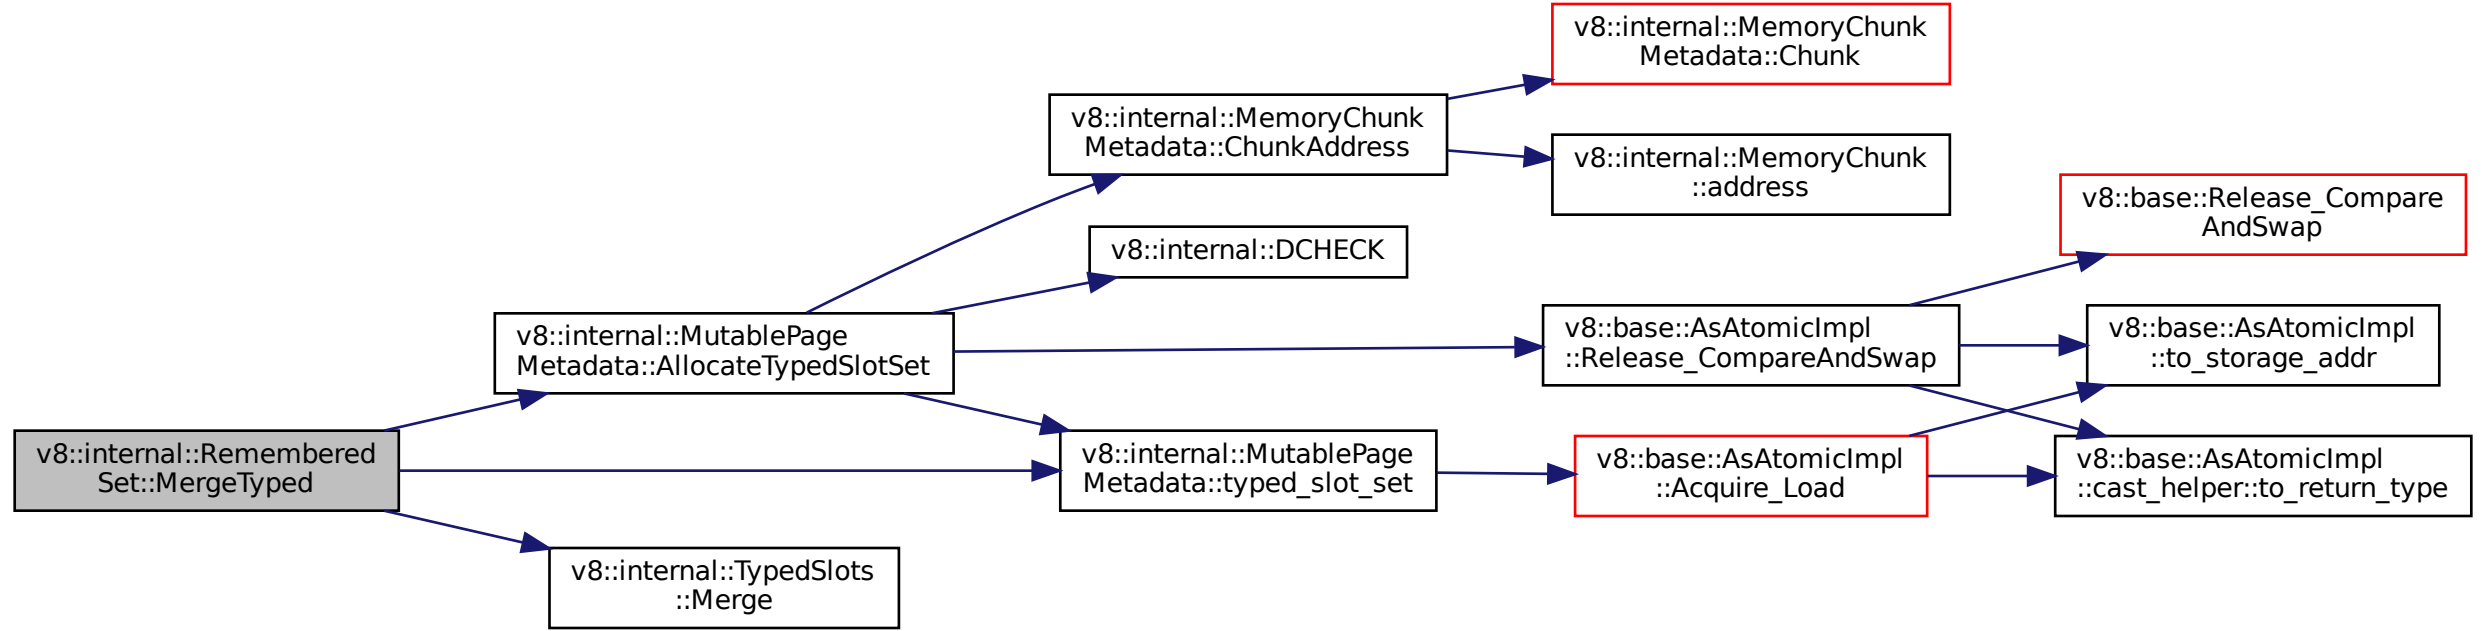 v8::internal::Remembered
Set::MergeTyped
v8::internal::MutablePage
Metadata::AllocateTypedSlotSet
v8::internal::TypedSlots
::Merge
v8::internal::MemoryChunk
Metadata::ChunkAddress
v8::internal::DCHECK
v8::internal::MutablePage
Metadata::typed_slot_set
v8::internal::MemoryChunk
Metadata::Chunk
v8::internal::MemoryChunk
::address
v8::base::AsAtomicImpl
::Release_CompareAndSwap
v8::base::AsAtomicImpl
::Acquire_Load
v8::base::Release_Compare
AndSwap
v8::base::AsAtomicImpl
::to_storage_addr
v8::base::AsAtomicImpl
::cast_helper::to_return_type